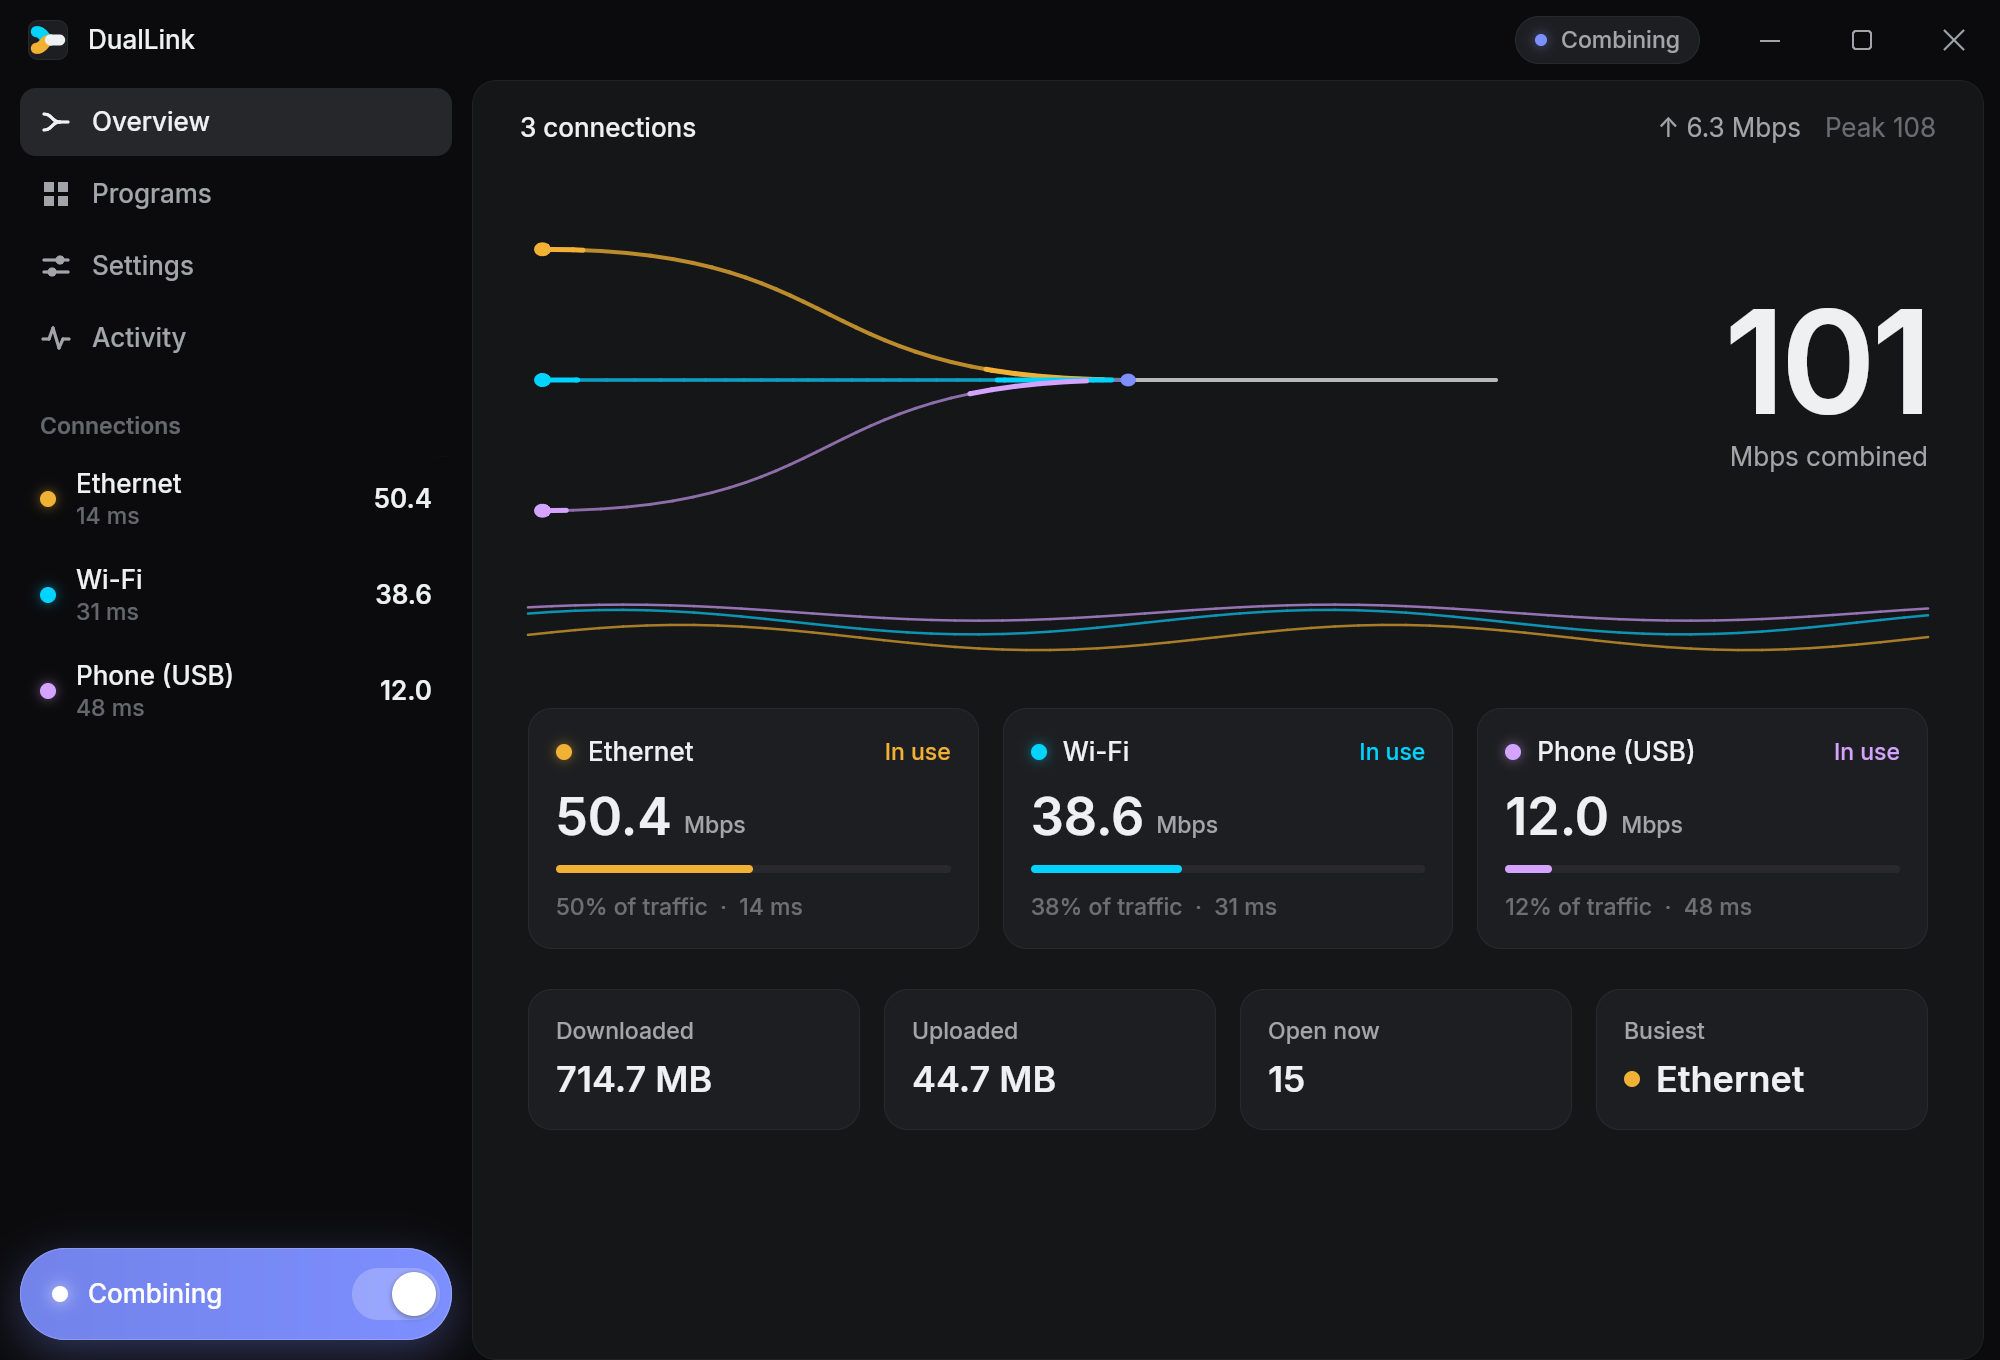 DualLink
Combining
Overview
Programs
Settings
Activity
Connections
Ethernet
14 ms
50.4
Wi-Fi
31 ms
38.6
Phone (USB)
48 ms
12.0
Combining
3 connections
↑ 6.3 Mbps Peak 108
101
Mbps combined
Ethernet In use
50.4 Mbps
50% of traffic · 14 ms
Wi-Fi In use
38.6 Mbps
38% of traffic · 31 ms
Phone (USB) In use
12.0 Mbps
12% of traffic · 48 ms
Downloaded
714.7 MB
Uploaded
44.7 MB
Open now
15
Busiest
Ethernet